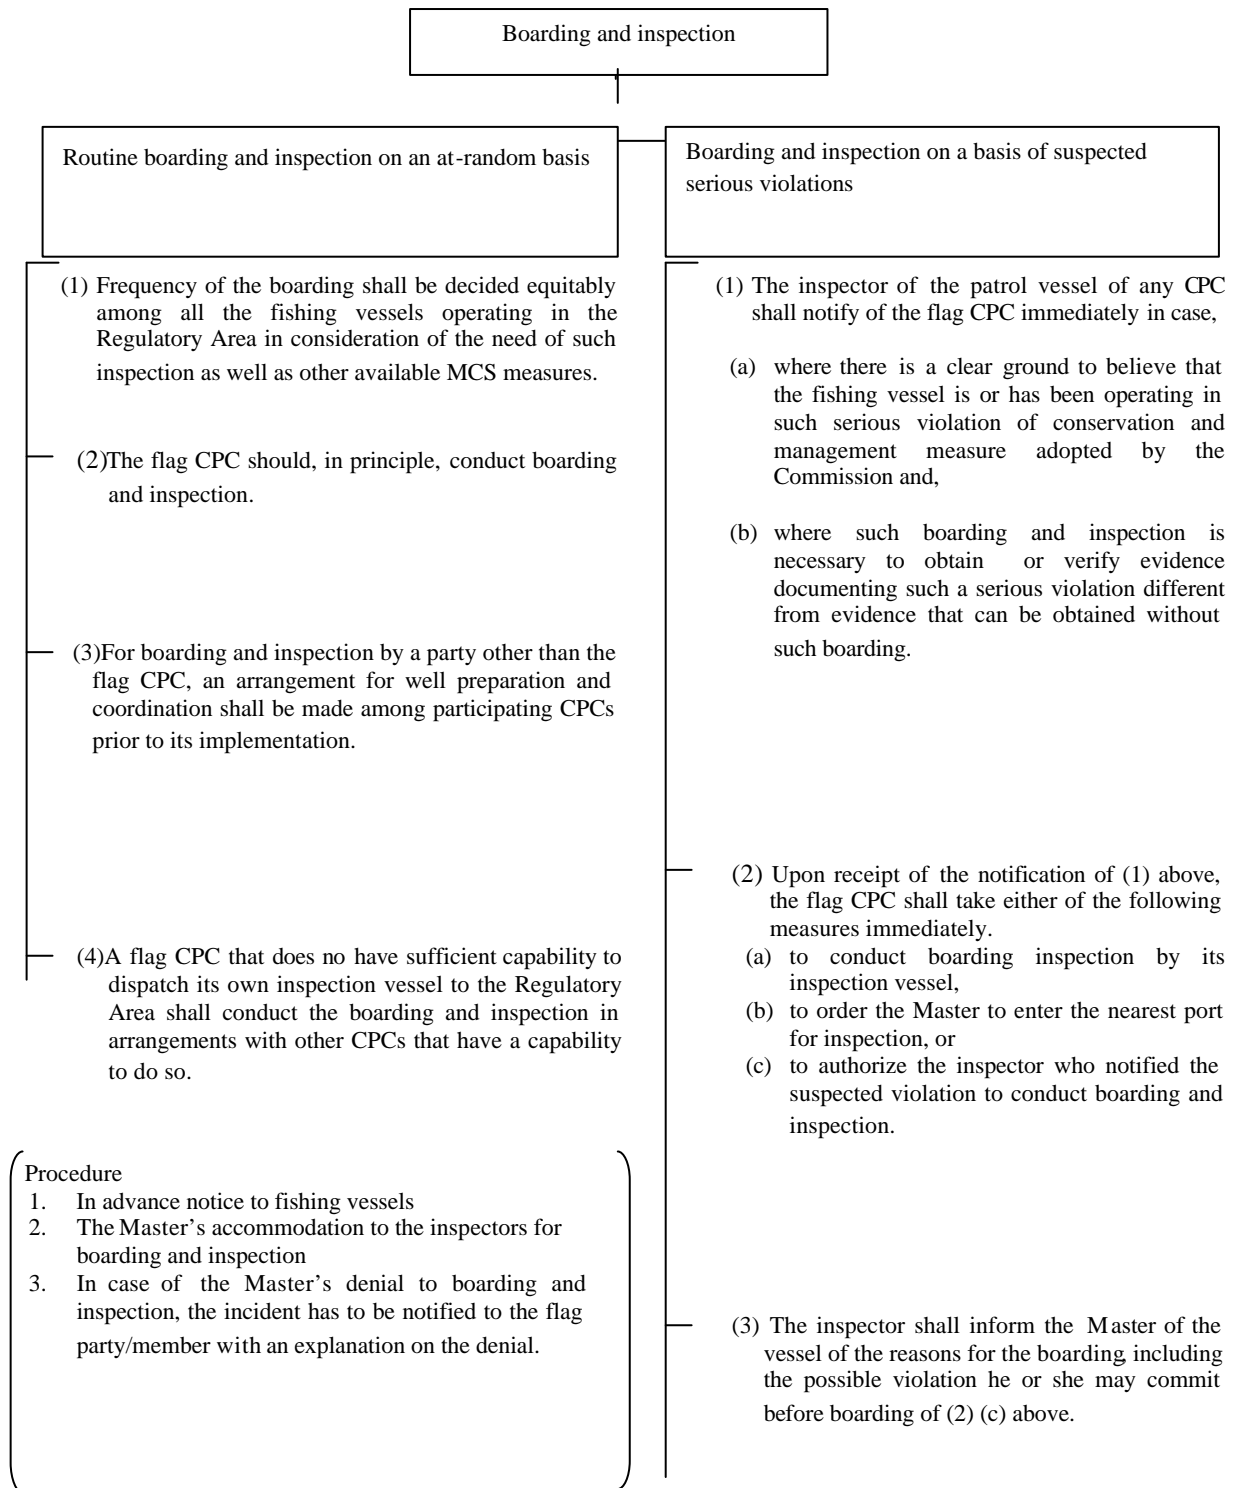 Boarding and inspection
Routine boarding and inspection on an at-random basis
(1) Frequency of the boarding shall be decided equitably
among all the fishing vessels operating in the
Regulatory Area in consideration of the need of such
inspection as well as other available MCS measures.
(2)The flag CPC should, in principle, conduct boarding
and inspection.
(3)For boarding and inspection by a party other than the
flag CPC, an arrangement for well preparation and
coordination shall be made among participating CPCs
prior to its implementation.
(4)A flag CPC that does no have sufficient capability to
dispatch its own inspection vessel to the Regulatory
Area shall conduct the boarding and inspection in
arrangements with other CPCs that have a capability
to do so.
Procedure
1. In advance notice to fishing vessels
2. The Master's accommodation to the inspectors for
boarding and inspection
3. In case of the Master's denial to boarding and
inspection, the incident has to be notified to the flag
party/member with an explanation on the denial.
Boarding and inspection on a basis of suspected
serious violations
(1) The inspector of the patrol vessel of any CPC
shall notify of the flag CPC immediately in case,
(a) where there is a clear ground to believe that
the fishing vessel is or has been operating in
such serious violation of conservation and
management measure adopted by the
Commission and,
(b) where such boarding and inspection is
necessary to obtain or verify evidence
documenting such a serious violation different
from evidence that can be obtained without
such boarding.
(2) Upon receipt of the notification of (1) above,
the flag CPC shall take either of the following
measures immediately.
(a) to conduct boarding inspection by its
inspection vessel,
(b) to order the Master to enter the nearest port
for inspection, or
(c) to authorize the inspector who notified the
suspected violation to conduct boarding and
inspection.
(3) The inspector shall inform the Master of the
vessel of the reasons for the boarding, including
the possible violation he or she may commit
before boarding of (2) (c) above.